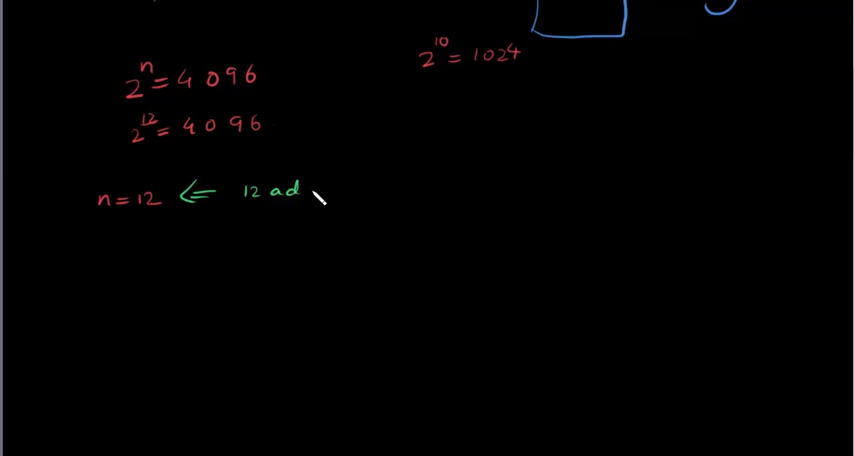 2^n = 4096
2^10 = 1024
2^12 = 4096
n = 12 ⇐ 12 ad